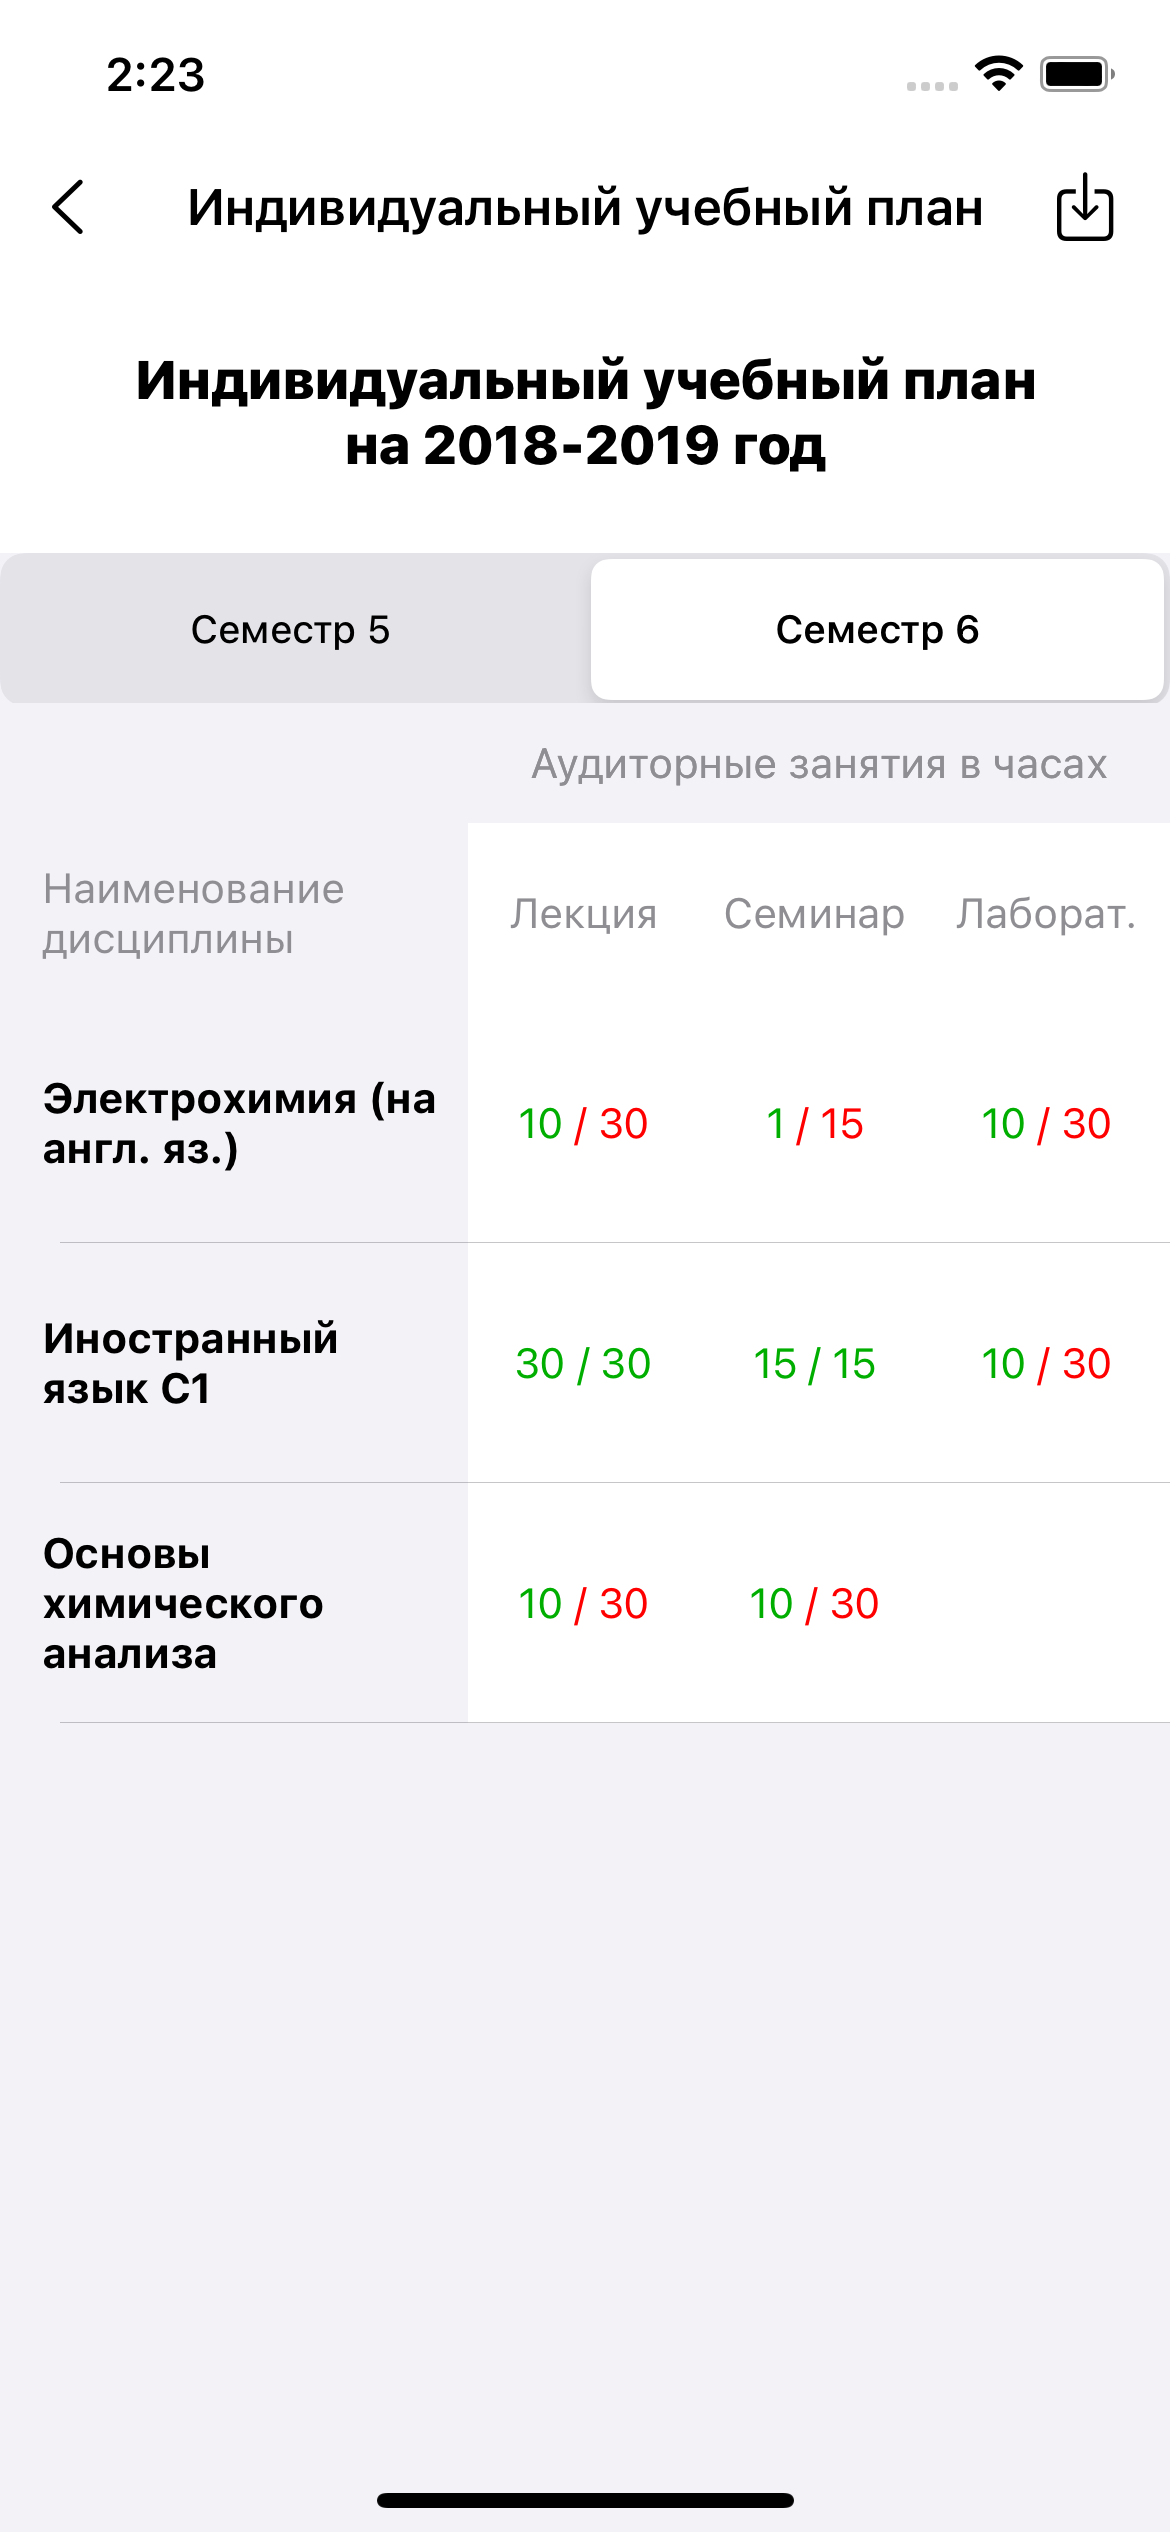 2:23
Индивидуальный учебный план
Индивидуальный учебный план
на 2018-2019 год
Семестр 5 Семестр 6
Аудиторные занятия в часах
Наименование
дисциплины
Лекция Семинар Лаборат.
Электрохимия (на
англ. яз.)
10 / 30 1 / 15 10 / 30
Иностранный
язык С1
30 / 30 15 / 15 10 / 30
Основы
химического
анализа
10 / 30 10 / 30